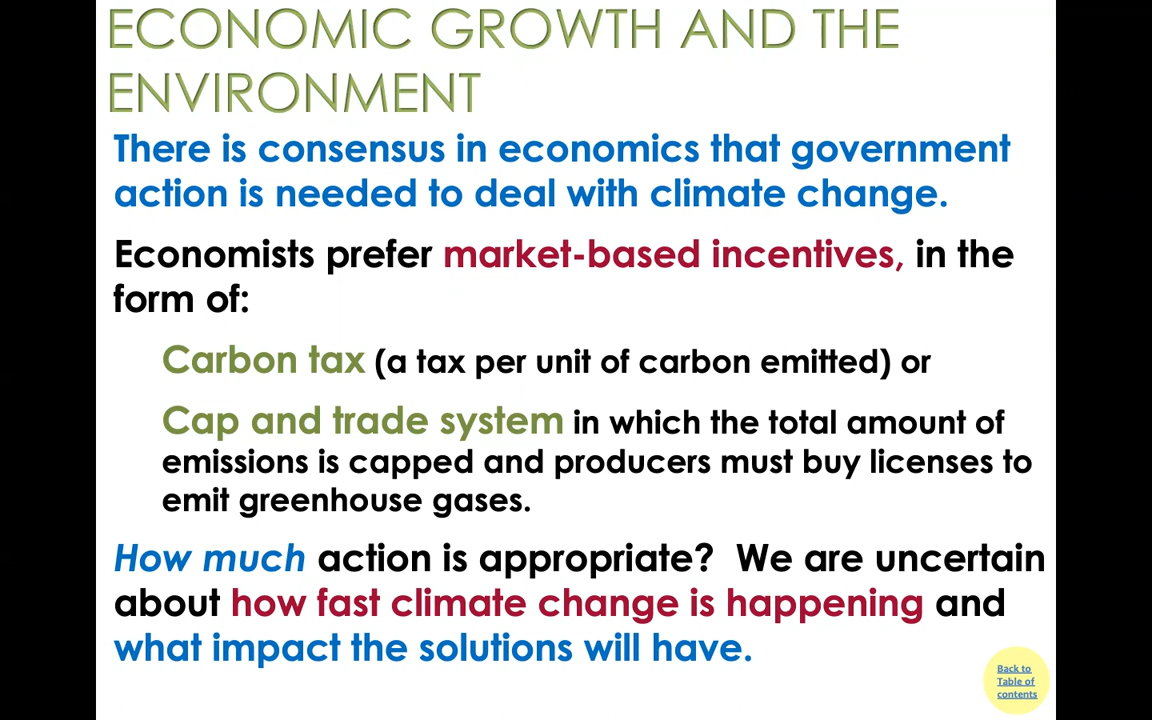 ECONOMIC GROWTH AND THE
ENVIRONMENT
There is consensus in economics that government
action is needed to deal with climate change.
Economists prefer market-based incentives, in the
form of:
Carbon tax (a tax per unit of carbon emitted) or
Cap and trade system in which the total amount of
emissions is capped and producers must buy licenses to
emit greenhouse gases.
How much action is appropriate? We are uncertain
about how fast climate change is happening and
what impact the solutions will have.
Back to
Table of
contents